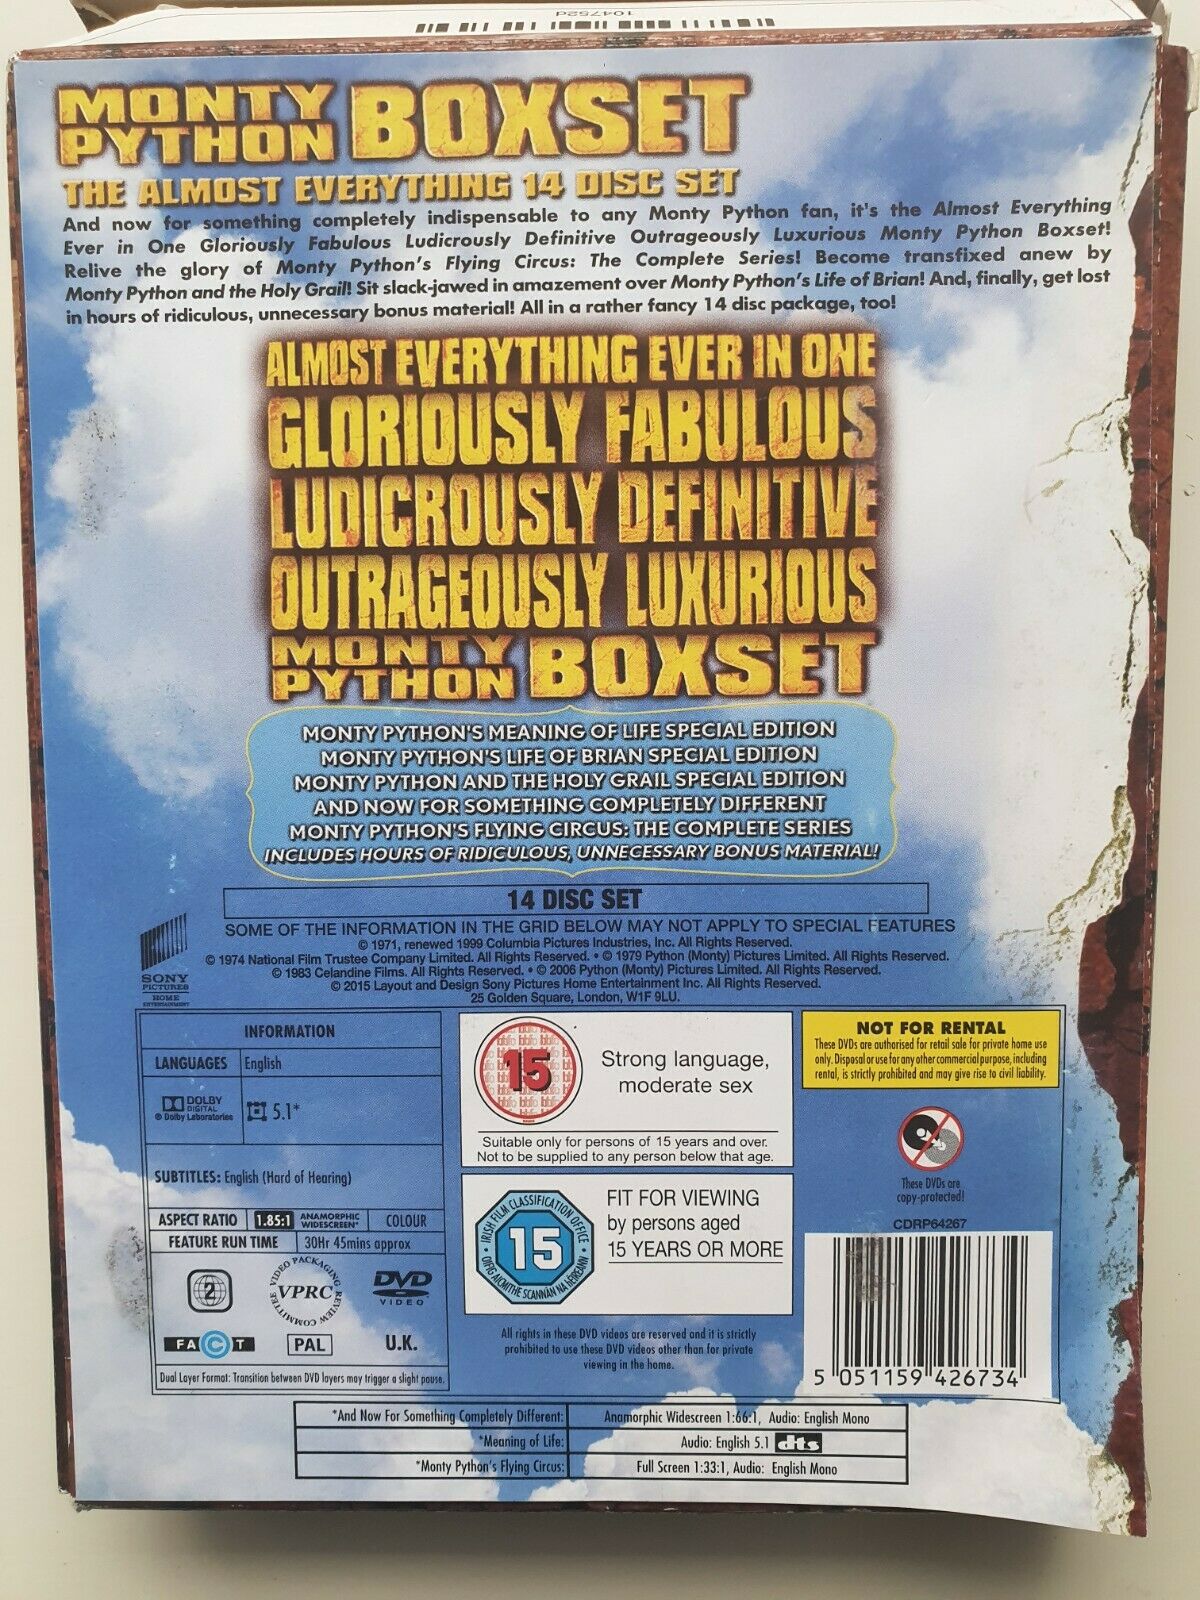 104752d
MONTY PYTHON BOXSET
THE ALMOST EVERYTHING 14 DISC SET
And now for something completely indispensable to any Monty Python fan, it's the Almost Everything
Ever in One Gloriously Fabulous Ludicrously Definitive Outrageously Luxurious Monty Python Boxset!
Relive the glory of Monty Python's Flying Circus: The Complete Series! Become transfixed anew by
Monty Python and the Holy Grail! Sit slack-jawed in amazement over Monty Python's Life of Brian! And, finally, get lost
in hours of ridiculous, unnecessary bonus material! All in a rather fancy 14 disc package, too!
ALMOST EVERYTHING EVER IN ONE
GLORIOUSLY FABULOUS
LUDICROUSLY DEFINITIVE
OUTRAGEOUSLY LUXURIOUS
MONTY PYTHON BOXSET
MONTY PYTHON'S MEANING OF LIFE SPECIAL EDITION
MONTY PYTHON'S LIFE OF BRIAN SPECIAL EDITION
MONTY PYTHON AND THE HOLY GRAIL SPECIAL EDITION
AND NOW FOR SOMETHING COMPLETELY DIFFERENT
MONTY PYTHON'S FLYING CIRCUS: THE COMPLETE SERIES
INCLUDES HOURS OF RIDICULOUS, UNNECESSARY BONUS MATERIAL!
14 DISC SET
SOME OF THE INFORMATION IN THE GRID BELOW MAY NOT APPLY TO SPECIAL FEATURES
© 1971, renewed 1999 Columbia Pictures Industries, Inc. All Rights Reserved.
© 1974 National Film Trustee Company Limited. All Rights Reserved. • © 1979 Python (Monty) Pictures Limited. All Rights Reserved.
© 1983 Celandine Films. All Rights Reserved. • © 2006 Python (Monty) Pictures Limited. All Rights Reserved.
© 2015 Layout and Design Sony Pictures Home Entertainment Inc. All Rights Reserved.
25 Golden Square, London, W1F 9LU.
SONY
PICTURES
HOME
ENTERTAINMENT
INFORMATION
LANGUAGES English
DOLBY
DIGITAL
® Dolby Laboratories
5.1*
SUBTITLES: English (Hard of Hearing)
ASPECT RATIO 1.85:1 ANAMORPHIC WIDESCREEN* COLOUR
FEATURE RUN TIME 30Hr 45mins approx
2
VIDEO PACKAGING REVIEW COMMITTEE
VPRC
DVD
VIDEO
FACT
PAL
U.K.
Dual Layer Format: Transition between DVD layers may trigger a slight pause.
bbfc
15
Strong language,
moderate sex
Suitable only for persons of 15 years and over.
Not to be supplied to any person below that age.
IRISH FILM CLASSIFICATION OFFICE
OIFIG AICMITHE SCANNÁN NA HÉIREANN
15
FIT FOR VIEWING
by persons aged
15 YEARS OR MORE
All rights in these DVD videos are reserved and it is strictly
prohibited to use these DVD videos other than for private
viewing in the home.
NOT FOR RENTAL
These DVDs are authorised for retail sale for private home use
only. Disposal or use for any other commercial purpose, including
rental, is strictly prohibited and may give rise to civil liability.
These DVDs are
copy-protected!
CDRP64267
5 051159 426734
*And Now For Something Completely Different: Anamorphic Widescreen 1:66:1, Audio: English Mono
*Meaning of Life: Audio: English 5.1 dts
*Monty Python's Flying Circus: Full Screen 1:33:1, Audio: English Mono